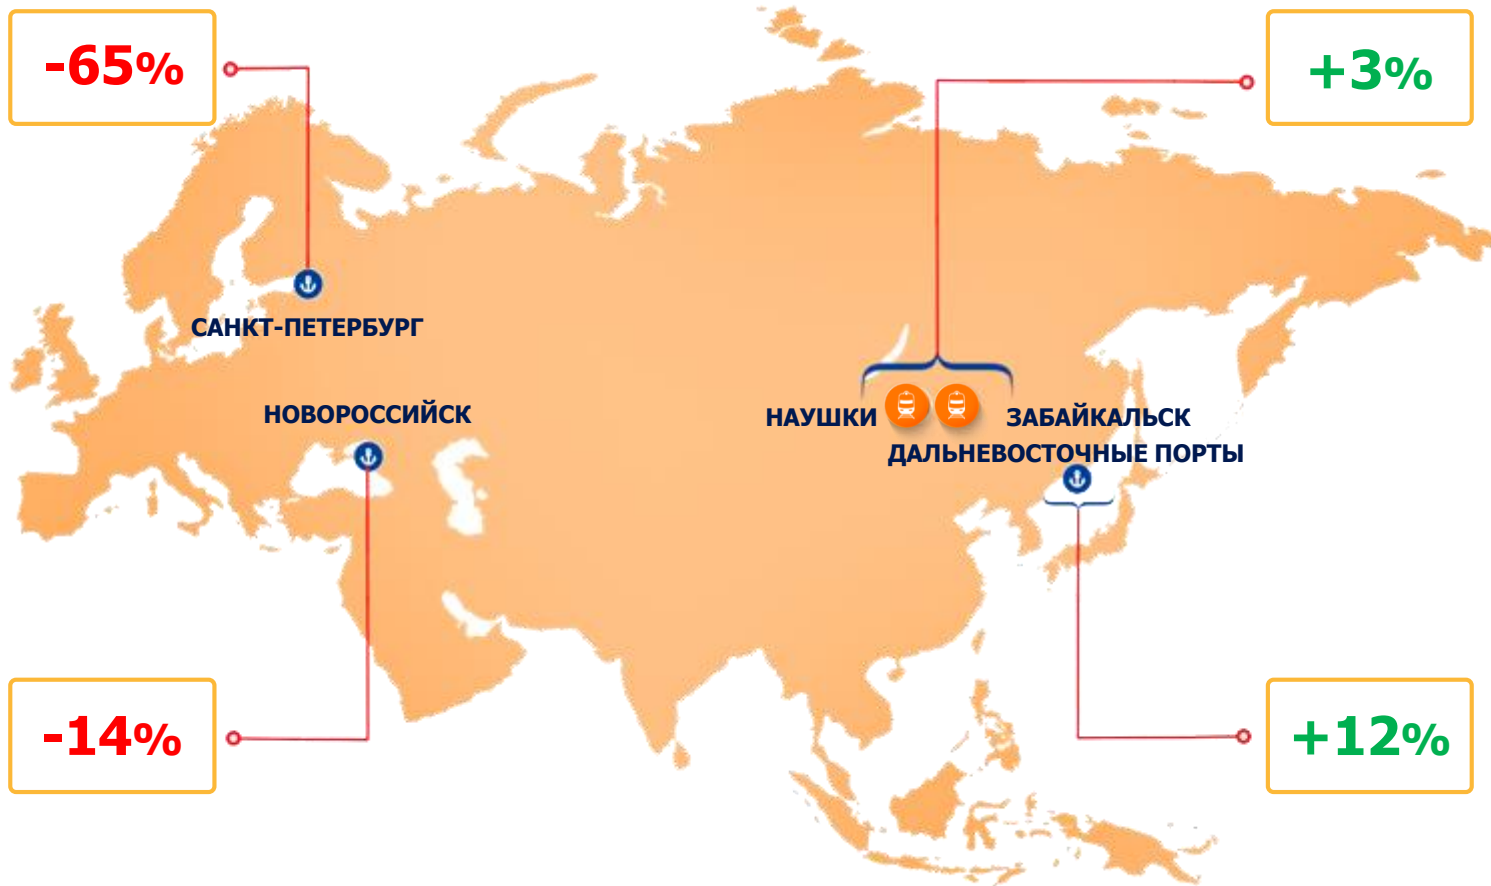 -65%
+3%
САНКТ-ПЕТЕРБУРГ
НОВОРОССИЙСК
НАУШКИ
ЗАБАЙКАЛЬСК
ДАЛЬНЕВОСТОЧНЫЕ ПОРТЫ
-14%
+12%